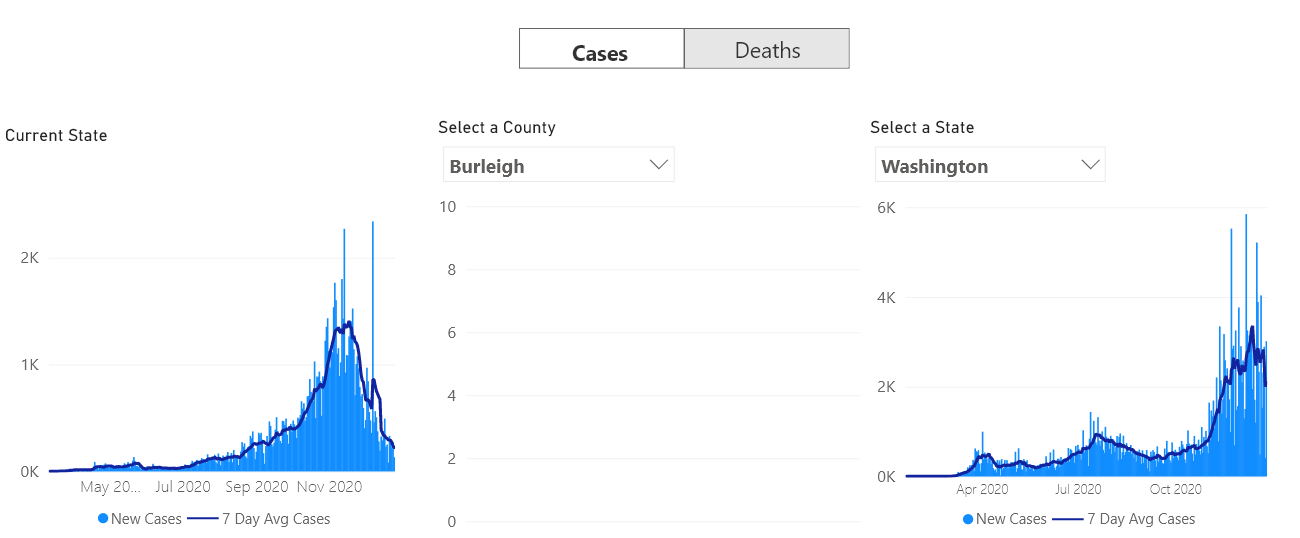 Cases
Deaths
Current State
2K
1K
0K
May 20... Jul 2020 Sep 2020 Nov 2020
New Cases 7 Day Avg Cases
Select a County
Burleigh
10
8
6
4
2
0
Select a State
Washington
6K
4K
2K
0K
Apr 2020 Jul 2020 Oct 2020
New Cases 7 Day Avg Cases